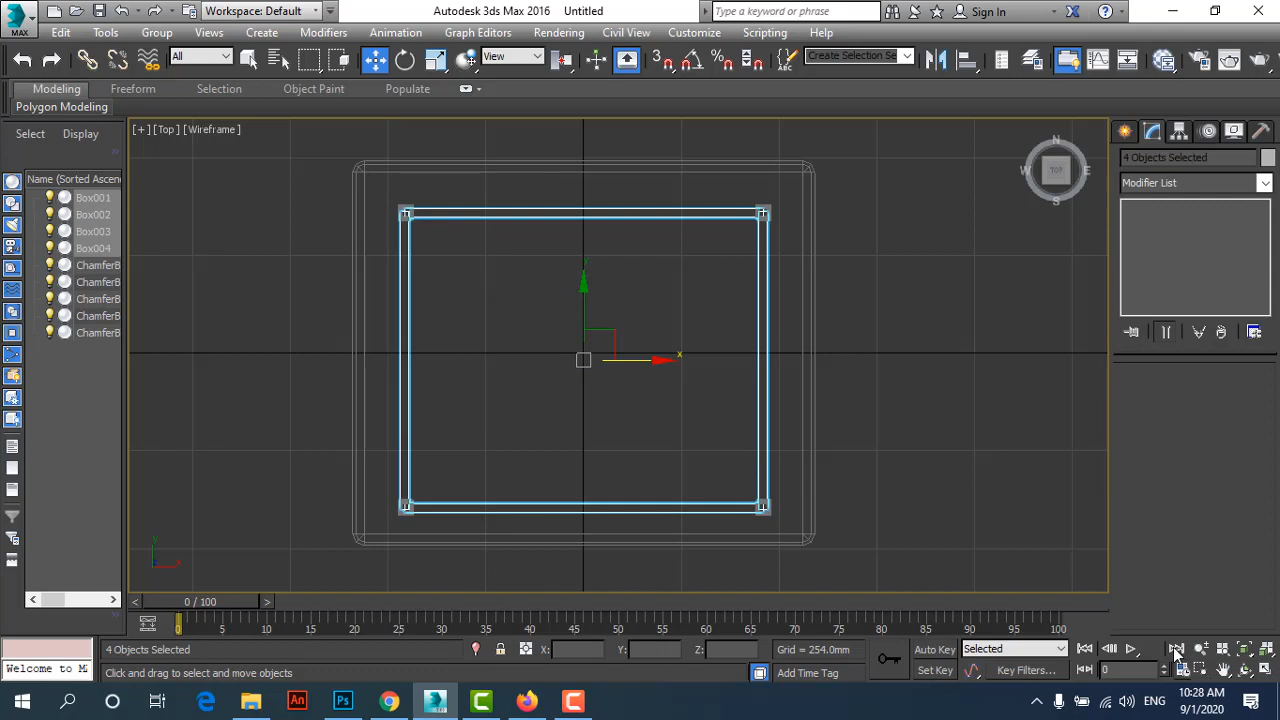 MAX
Workspace: Default
Autodesk 3ds Max 2016 Untitled
Type a keyword or phrase
Sign In
Edit Tools Group Views Create Modifiers Animation Graph Editors Rendering Civil View Customize Scripting Help
All
View
3
Create Selection Se
Modeling Freeform Selection Object Paint Populate
Polygon Modeling
Select Display
Name (Sorted Ascen
Box001
Box002
Box003
Box004
ChamferB
ChamferB
ChamferB
ChamferB
ChamferB
[+] [Top] [Wireframe]
N
W TOP E
S
y
x
4 Objects Selected
Modifier List
0 / 100
0 5 10 15 20 25 30 35 40 45 50 55 60 65 70 75 80 85 90 95 100
4 Objects Selected X: Y: Z: Grid = 254.0mm Auto Key Selected
Welcome to M Click and drag to select and move objects Add Time Tag Set Key Key Filters... 0
ENG
10:28 AM
9/1/2020